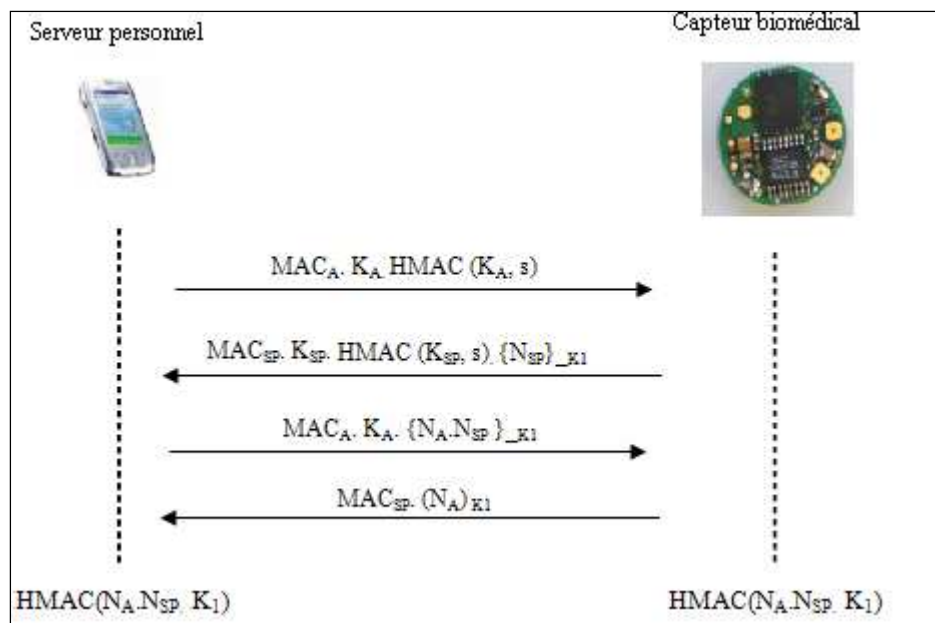 Serveur personnel
Capteur biomédical
MACA. KA. HMAC (KA, s)
MACSP. KSP. HMAC (KSP, s). {NSP}_K1
MACA. KA. {NA.NSP }_K1
MACSP. (NA)K1
HMAC(NA.NSP. K1)
HMAC(NA.NSP. K1)